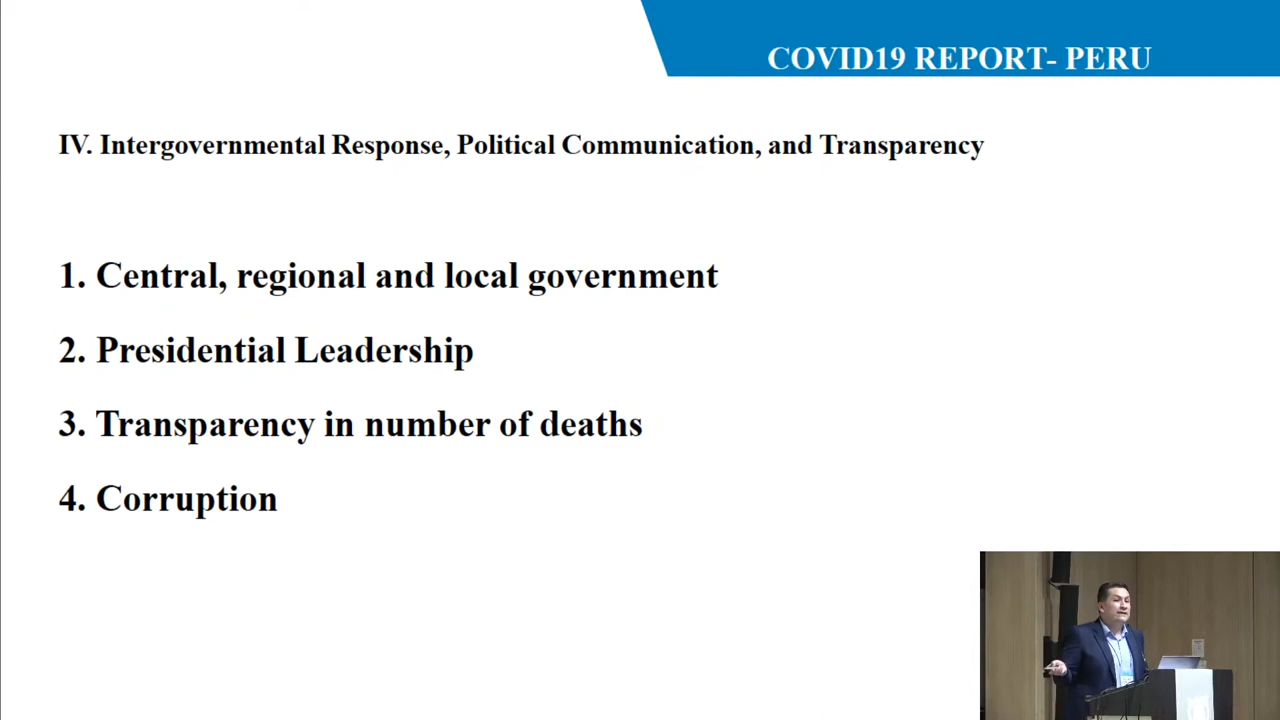 COVID19 REPORT- PERU
IV. Intergovernmental Response, Political Communication, and Transparency
1. Central, regional and local government
2. Presidential Leadership
3. Transparency in number of deaths
4. Corruption